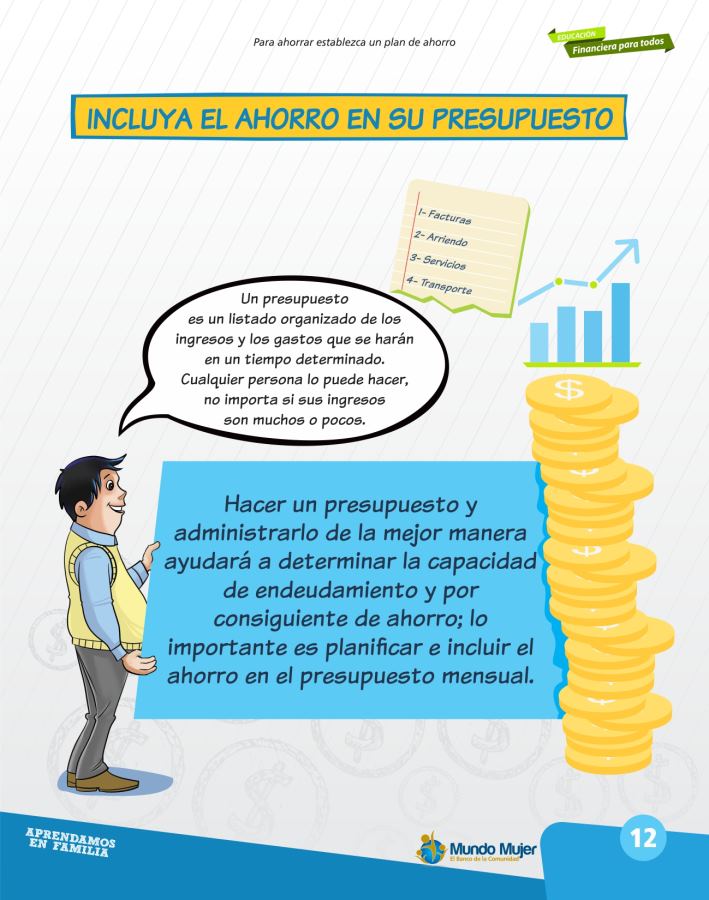 Para ahorrar establezca un plan de ahorro
EDUCACIÓN
Financiera para todos
INCLUYA EL AHORRO EN SU PRESUPUESTO
1- Facturas
2- Arriendo
3- Servicios
4- Transporte
Un presupuesto
es un listado organizado de los
ingresos y los gastos que se harán
en un tiempo determinado.
Cualquier persona lo puede hacer,
no importa si sus ingresos
son muchos o pocos.
$
Hacer un presupuesto y
administrarlo de la mejor manera
ayudará a determinar la capacidad
de endeudamiento y por
consiguiente de ahorro; lo
importante es planificar e incluir el
ahorro en el presupuesto mensual.
APRENDAMOS
EN FAMILIA
Mundo Mujer
El Banco de la Comunidad
12